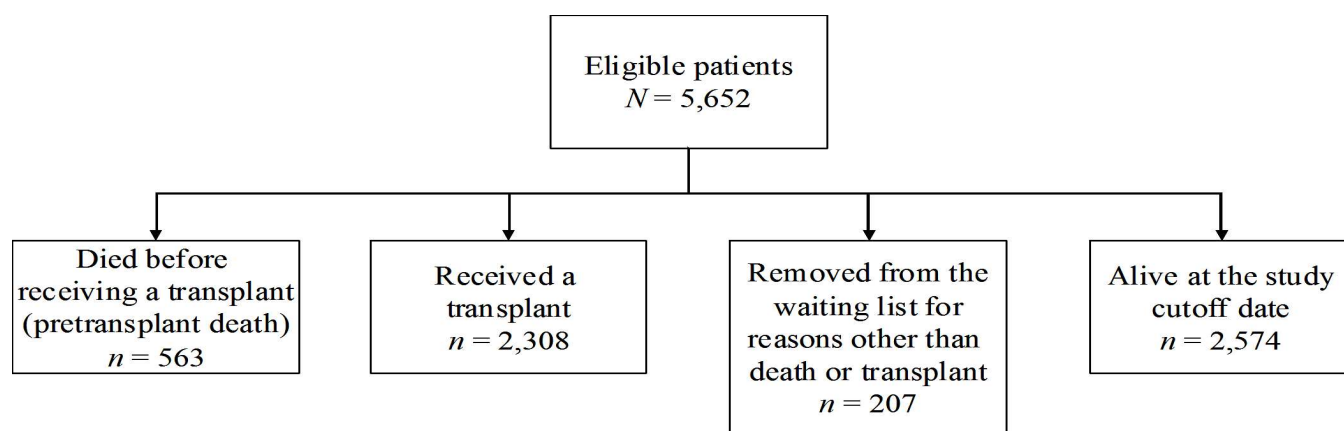 Eligible patients
N = 5,652
Died before
receiving a transplant
(pretransplant death)
n = 563
Received a
transplant
n = 2,308
Removed from the
waiting list for
reasons other than
death or transplant
n = 207
Alive at the study
cutoff date
n = 2,574